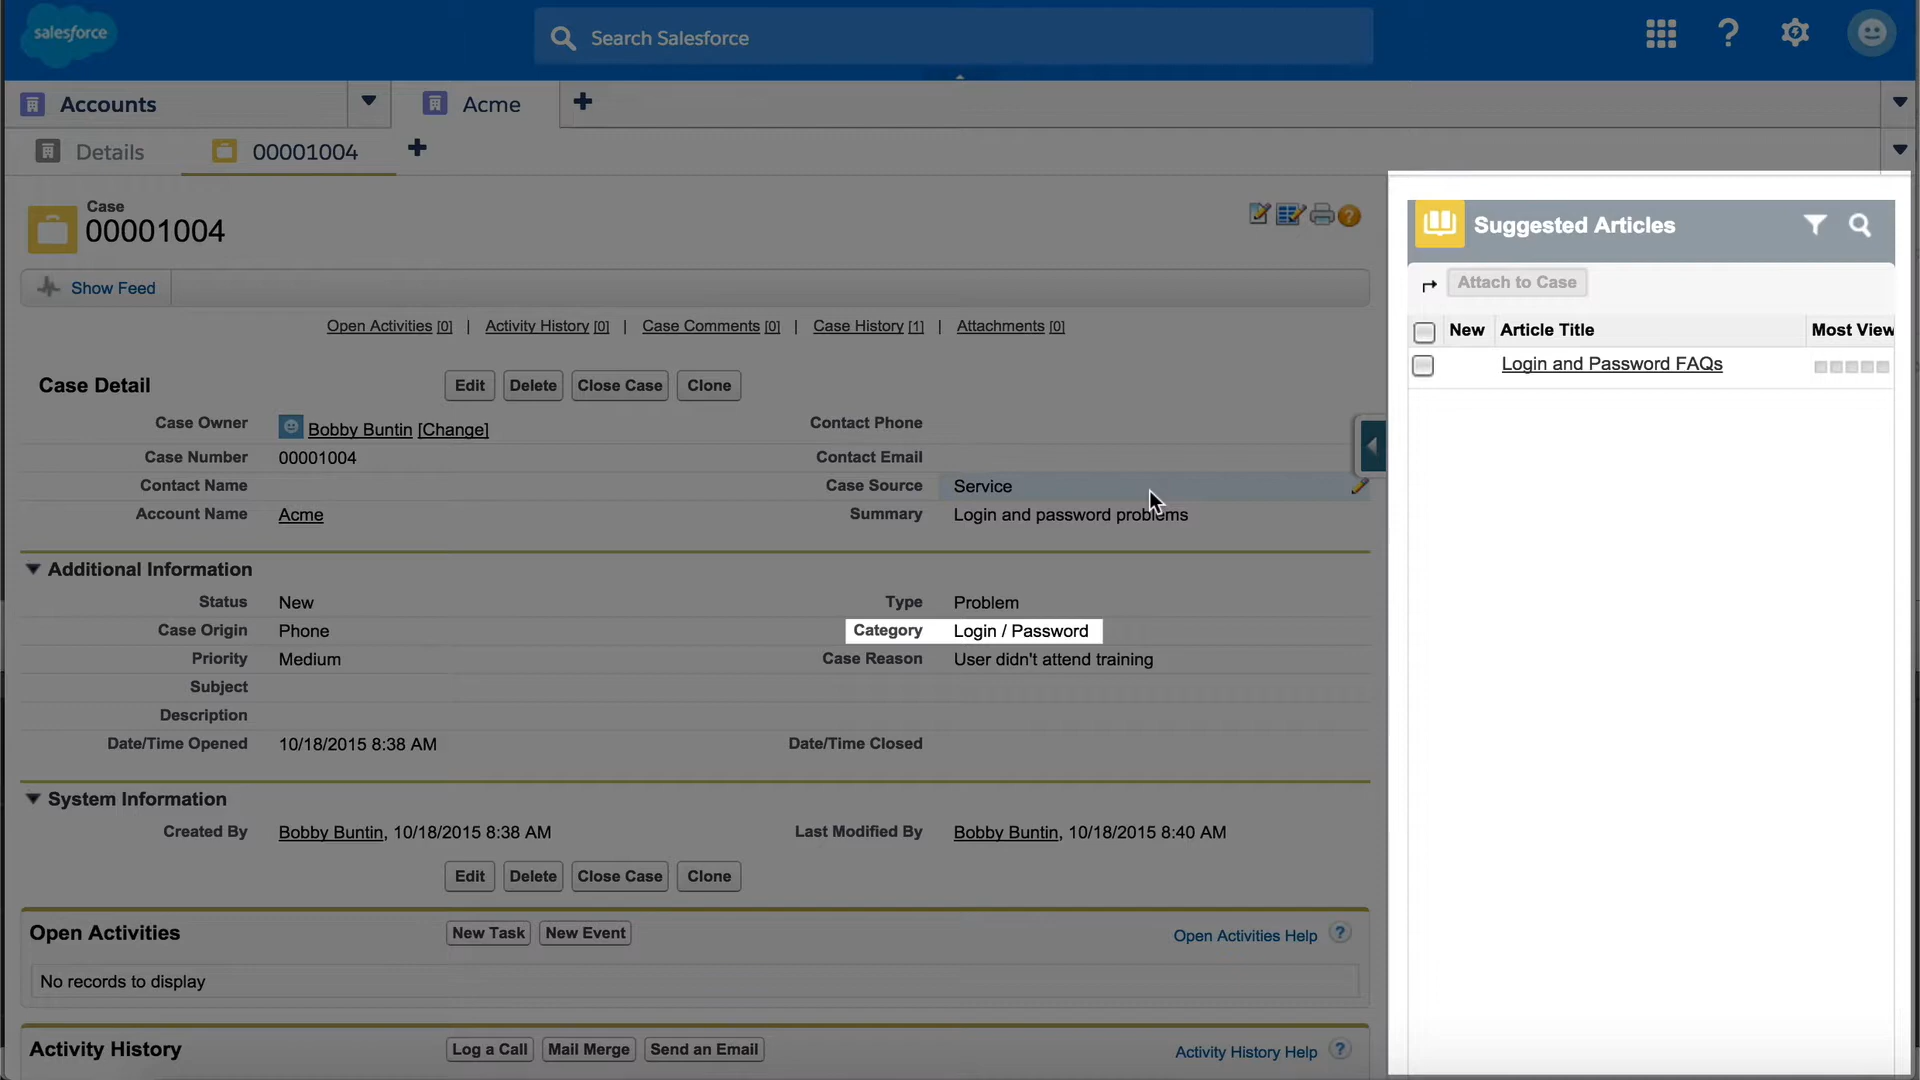 salesforce
Search Salesforce
Accounts
Acme
Details
00001004
Case
00001004
Show Feed
Open Activities [0] | Activity History [0] | Case Comments [0] | Case History [1] | Attachments [0]
Case Detail
Edit Delete Close Case Clone
Case Owner Bobby Buntin [Change] Contact Phone
Case Number 00001004 Contact Email
Contact Name Case Source Service
Account Name Acme Summary Login and password problems
Additional Information
Status New Type Problem
Case Origin Phone Category Login / Password
Priority Medium Case Reason User didn't attend training
Subject
Description
Date/Time Opened 10/18/2015 8:38 AM Date/Time Closed
System Information
Created By Bobby Buntin, 10/18/2015 8:38 AM Last Modified By Bobby Buntin, 10/18/2015 8:40 AM
Edit Delete Close Case Clone
Open Activities New Task New Event Open Activities Help ?
No records to display
Activity History Log a Call Mail Merge Send an Email Activity History Help ?
Suggested Articles
Attach to Case
New Article Title Most View
Login and Password FAQs